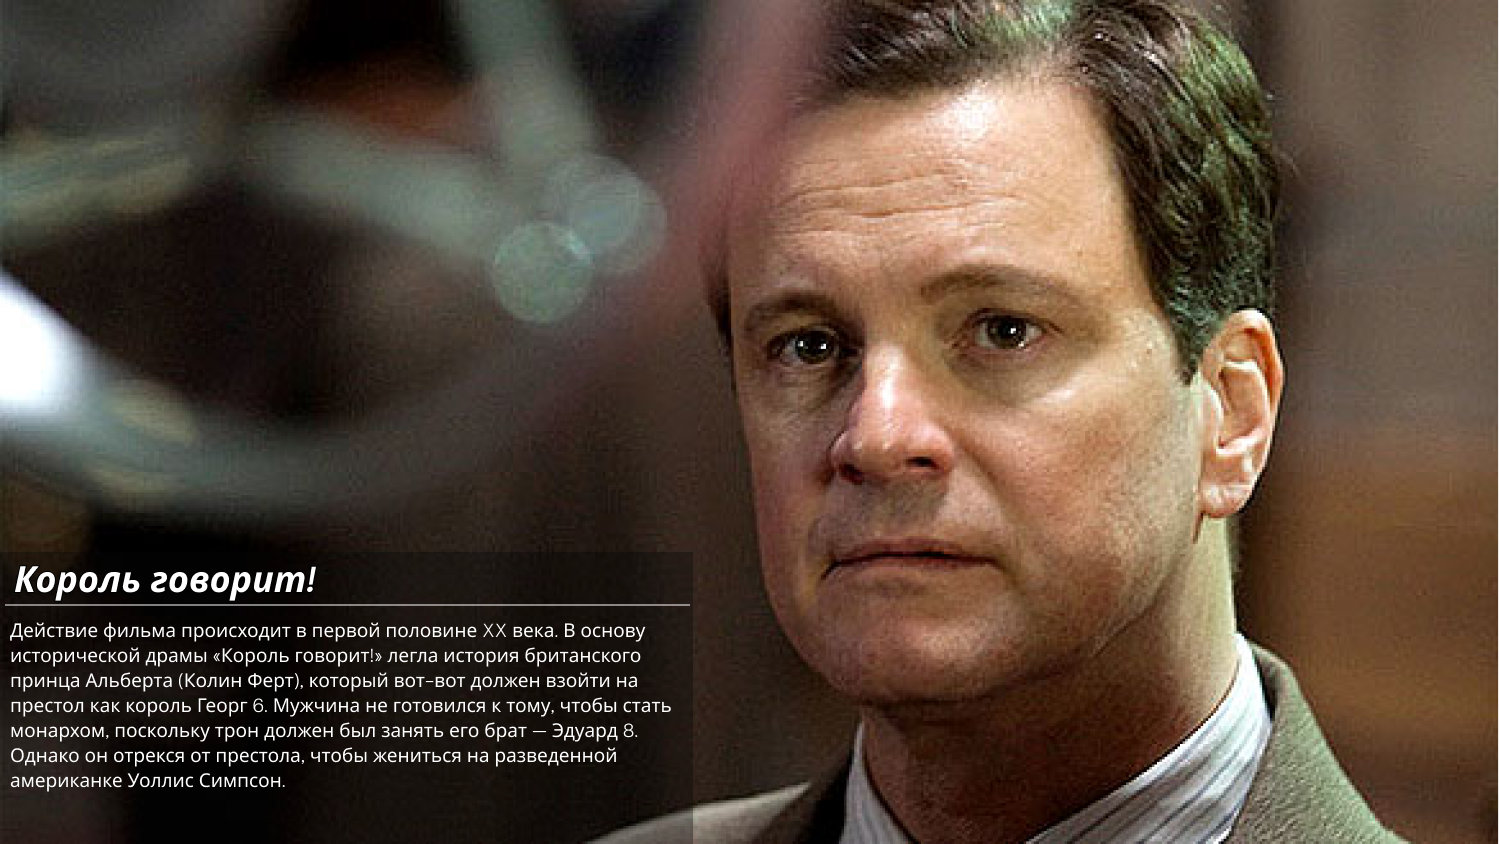 Король говорит!
Действие фильма происходит в первой половине XX века. В основу
исторической драмы «Король говорит!» легла история британского
принца Альберта (Колин Ферт), который вот-вот должен взойти на
престол как король Георг 6. Мужчина не готовился к тому, чтобы стать
монархом, поскольку трон должен был занять его брат — Эдуард 8.
Однако он отрекся от престола, чтобы жениться на разведенной
американке Уоллис Симпсон.